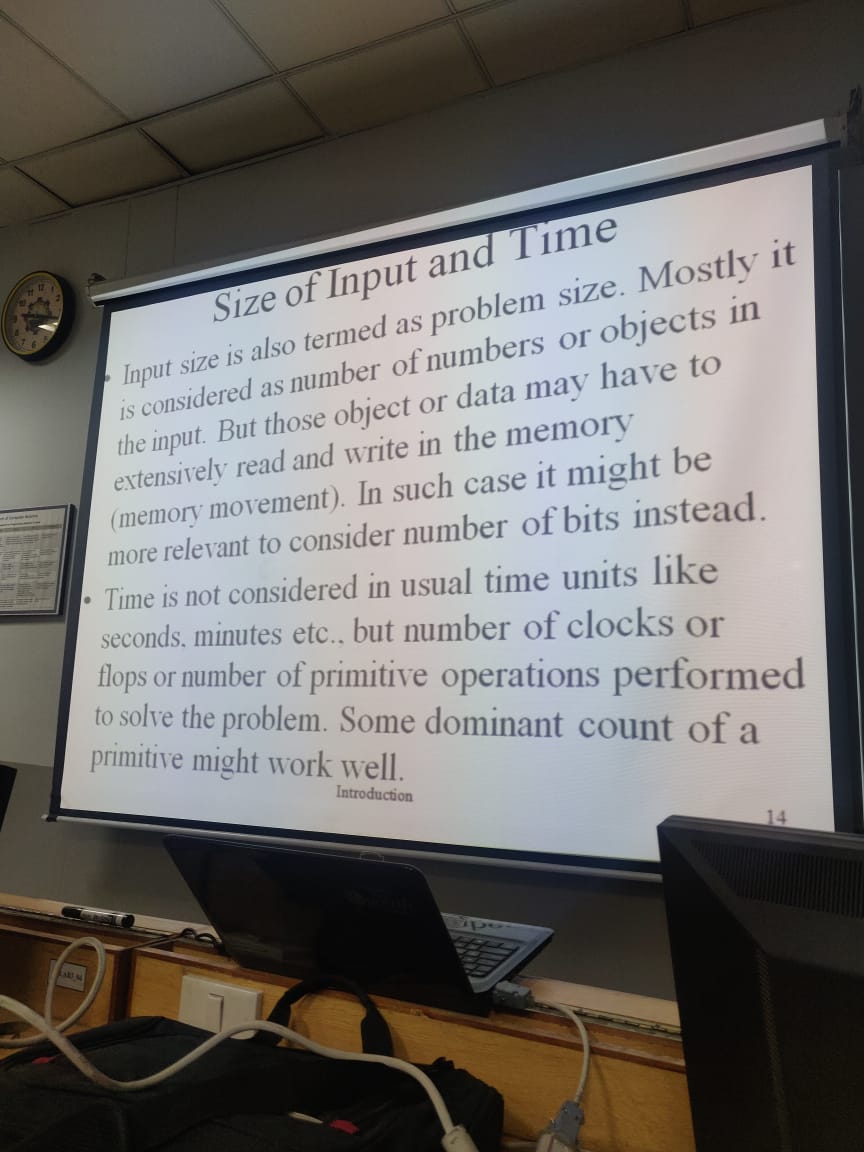 Size of Input and Time
• Input size is also termed as problem size. Mostly it
is considered as number of numbers or objects in
the input. But those object or data may have to
extensively read and write in the memory
(memory movement). In such case it might be
more relevant to consider number of bits instead.
• Time is not considered in usual time units like
seconds, minutes etc., but number of clocks or
flops or number of primitive operations performed
to solve the problem. Some dominant count of a
primitive might work well.
Introduction
14